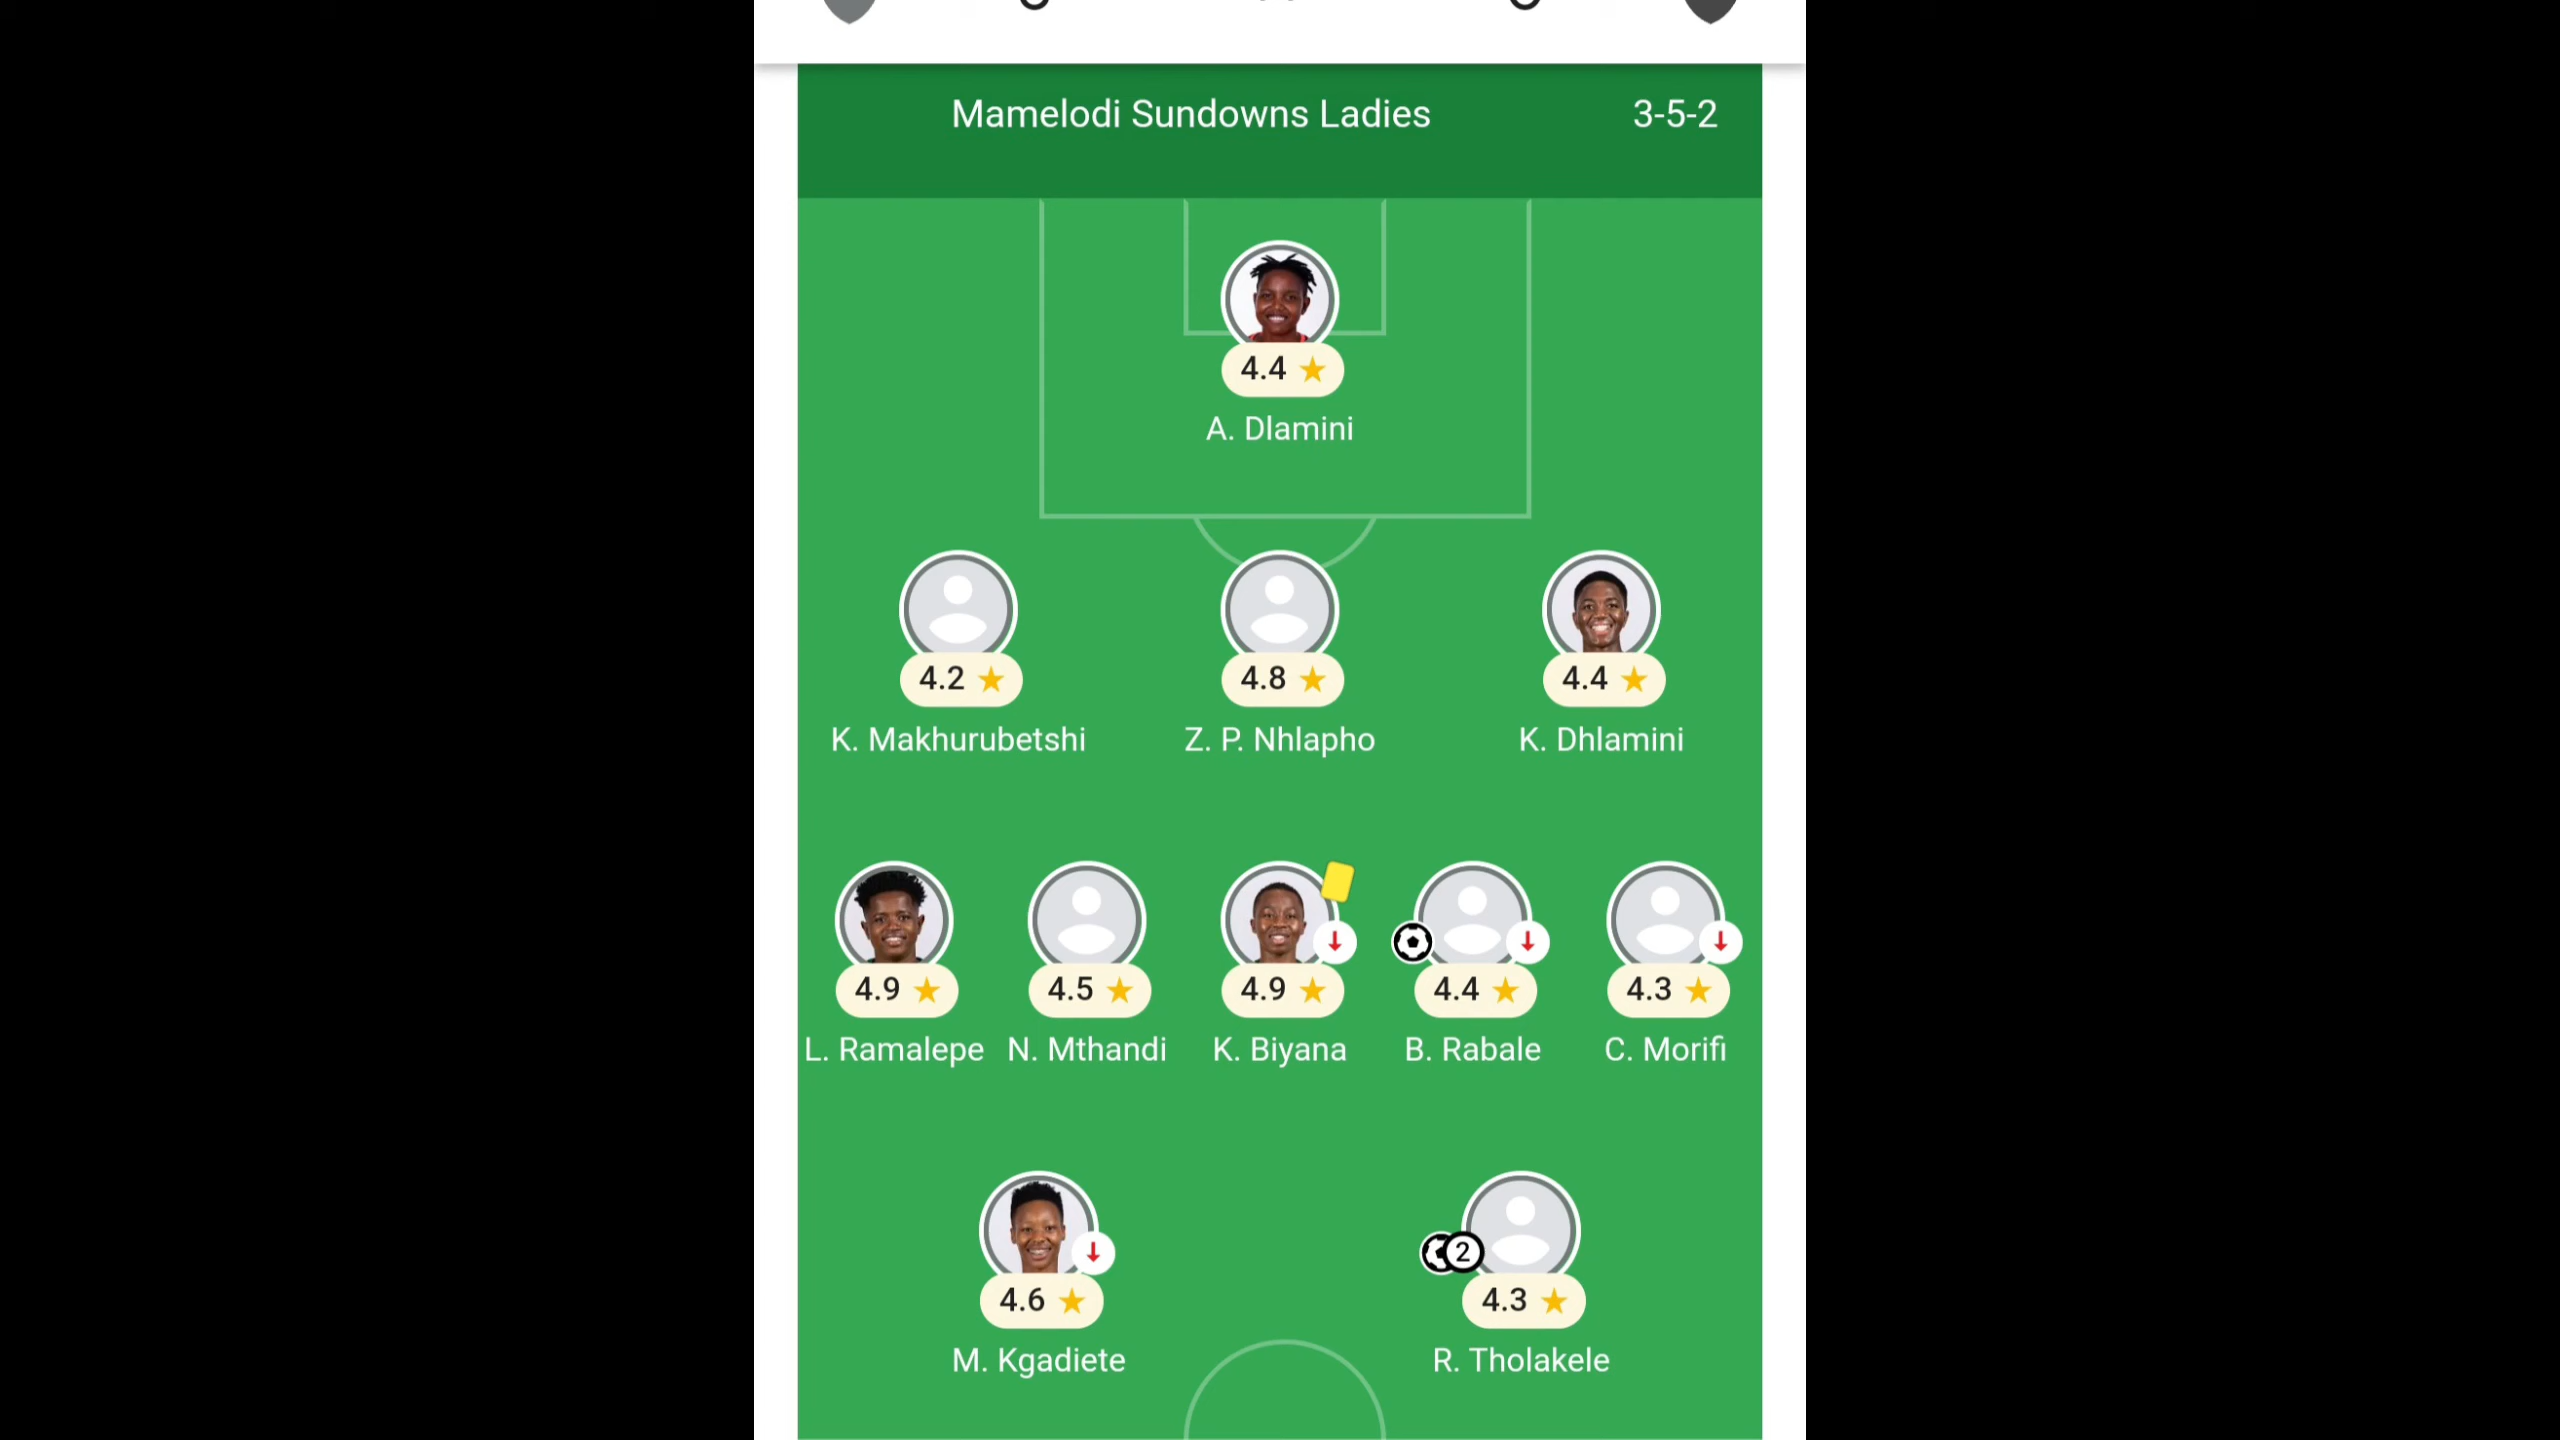 Mamelodi Sundowns Ladies 3-5-2
4.4
A. Dlamini
4.2 4.8 4.4
K. Makhurubetshi Z. P. Nhlapho K. Dhlamini
4.9 4.5 4.9 4.4 4.3
L. Ramalepe N. Mthandi K. Biyana B. Rabale C. Morifi
2
4.6 4.3
M. Kgadiete R. Tholakele